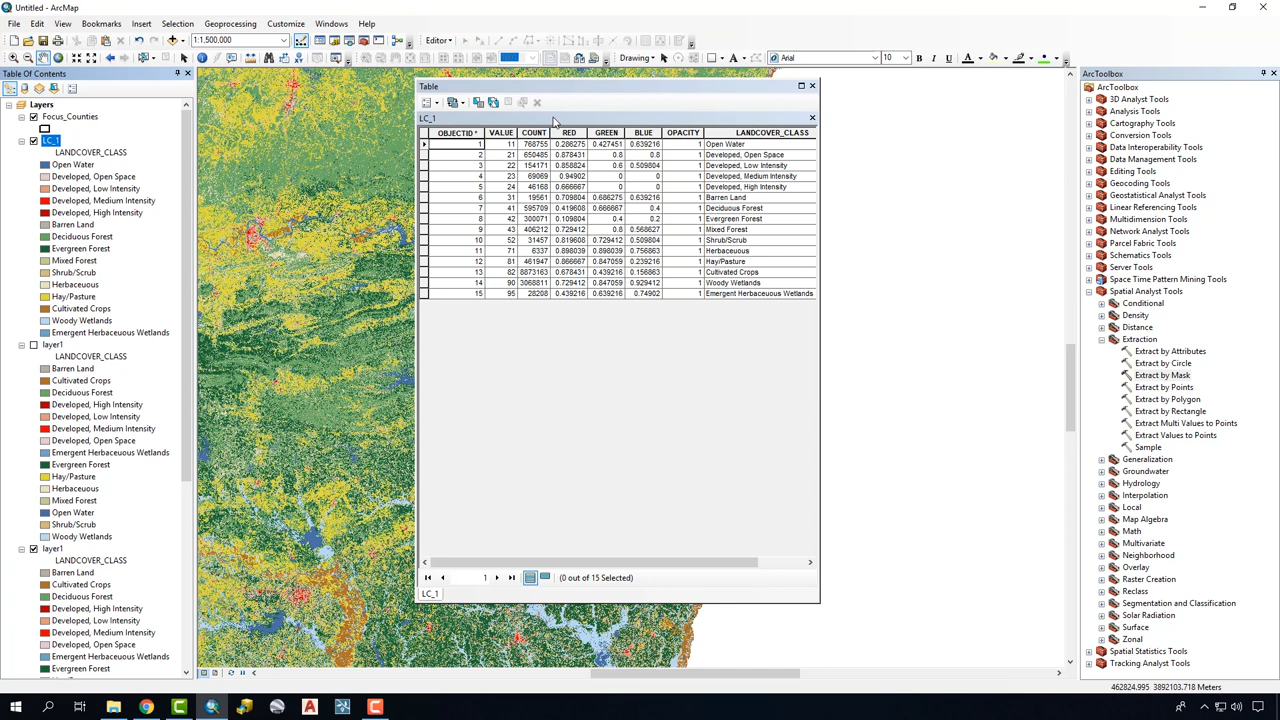 Untitled - ArcMap
File Edit View Bookmarks Insert Selection Geoprocessing Customize Windows Help
1:1,500,000 Editor
Drawing Arial 10 B I U A
Table Of Contents
Layers
Focus_Counties
LC_1
LANDCOVER_CLASS
Open Water
Developed, Open Space
Developed, Low Intensity
Developed, Medium Intensity
Developed, High Intensity
Barren Land
Deciduous Forest
Evergreen Forest
Mixed Forest
Shrub/Scrub
Herbaceous
Hay/Pasture
Cultivated Crops
Woody Wetlands
Emergent Herbaceuous Wetlands
layer1
LANDCOVER_CLASS
Barren Land
Cultivated Crops
Deciduous Forest
Developed, High Intensity
Developed, Low Intensity
Developed, Medium Intensity
Developed, Open Space
Emergent Herbaceuous Wetlands
Evergreen Forest
Hay/Pasture
Herbaceous
Mixed Forest
Open Water
Shrub/Scrub
Woody Wetlands
layer1
LANDCOVER_CLASS
Barren Land
Cultivated Crops
Deciduous Forest
Developed, High Intensity
Developed, Low Intensity
Developed, Medium Intensity
Developed, Open Space
Emergent Herbaceuous Wetlands
Evergreen Forest
Table
LC_1
OBJECTID * VALUE COUNT RED GREEN BLUE OPACITY LANDCOVER_CLASS
1 11 768755 0.286275 0.427451 0.639216 1 Open Water
2 21 650485 0.878431 0.8 0.8 1 Developed, Open Space
3 22 154171 0.858824 0.6 0.509804 1 Developed, Low Intensity
4 23 69069 0.94902 0 0 1 Developed, Medium Intensity
5 24 46168 0.666667 0 0 1 Developed, High Intensity
6 31 19561 0.709804 0.686275 0.639216 1 Barren Land
7 41 595709 0.419608 0.666667 0.4 1 Deciduous Forest
8 42 300071 0.109804 0.4 0.2 1 Evergreen Forest
9 43 406212 0.729412 0.8 0.568627 1 Mixed Forest
10 52 31457 0.819608 0.729412 0.509804 1 Shrub/Scrub
11 71 6337 0.898039 0.898039 0.756863 1 Herbaceous
12 81 461947 0.866667 0.847059 0.239216 1 Hay/Pasture
13 82 8873163 0.678431 0.439216 0.156863 1 Cultivated Crops
14 90 3068811 0.729412 0.847059 0.929412 1 Woody Wetlands
15 95 28208 0.439216 0.639216 0.74902 1 Emergent Herbaceuous Wetlands
1 (0 out of 15 Selected)
LC_1
ArcToolbox
ArcToolbox
3D Analyst Tools
Analysis Tools
Cartography Tools
Conversion Tools
Data Interoperability Tools
Data Management Tools
Editing Tools
Geocoding Tools
Geostatistical Analyst Tools
Linear Referencing Tools
Multidimension Tools
Network Analyst Tools
Parcel Fabric Tools
Schematics Tools
Server Tools
Space Time Pattern Mining Tools
Spatial Analyst Tools
Conditional
Density
Distance
Extraction
Extract by Attributes
Extract by Circle
Extract by Mask
Extract by Points
Extract by Polygon
Extract by Rectangle
Extract Multi Values to Points
Extract Values to Points
Sample
Generalization
Groundwater
Hydrology
Interpolation
Local
Map Algebra
Math
Multivariate
Neighborhood
Overlay
Raster Creation
Reclass
Segmentation and Classification
Solar Radiation
Surface
Zonal
Spatial Statistics Tools
Tracking Analyst Tools
462824.995 3892103.718 Meters